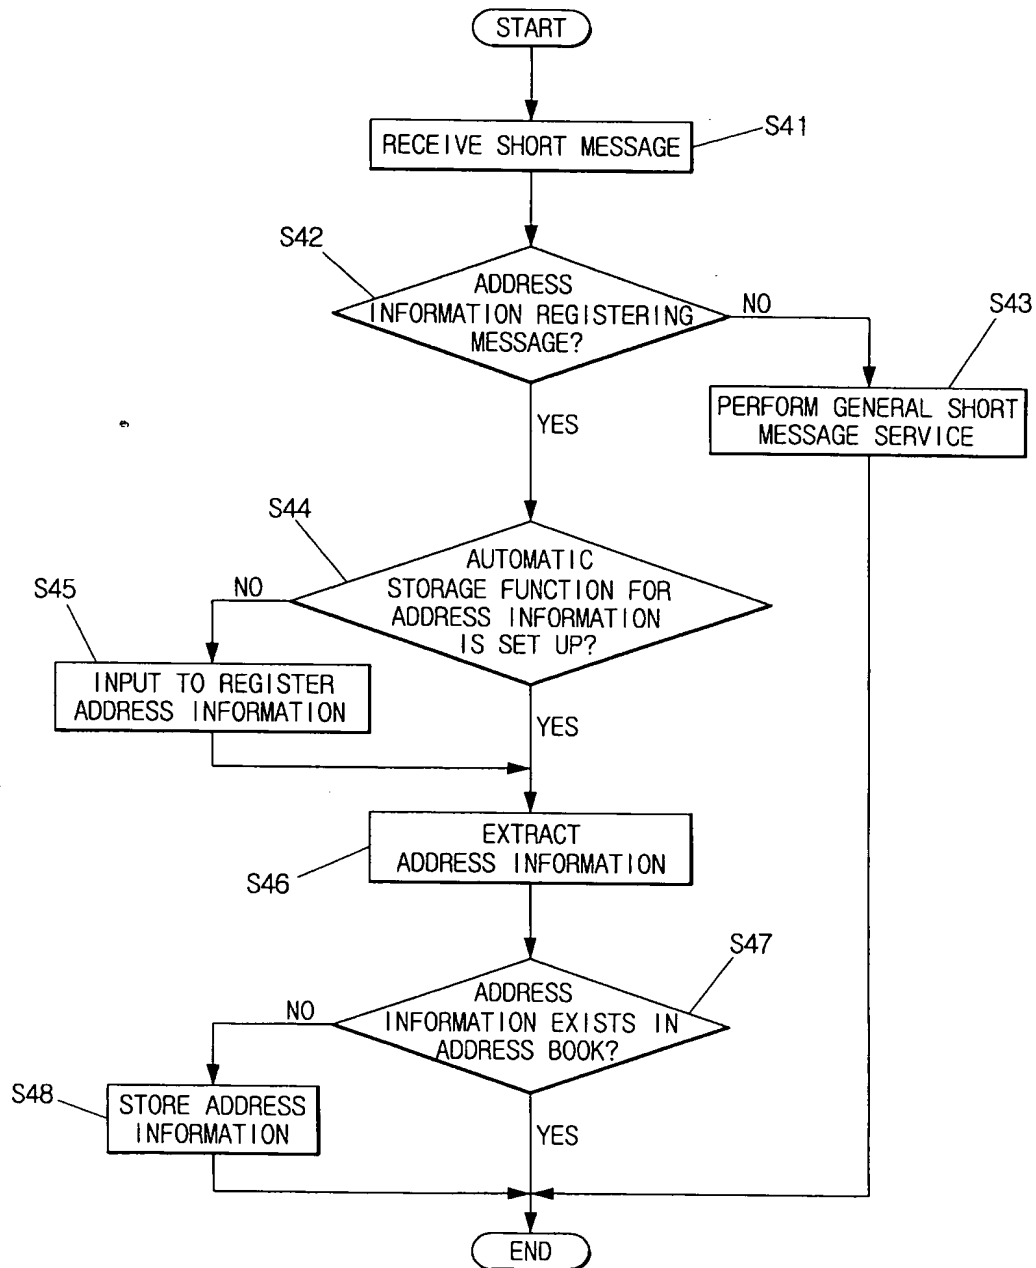 START
RECEIVE SHORT MESSAGE
S41
S42
ADDRESS
INFORMATION REGISTERING
MESSAGE?
NO
S43
PERFORM GENERAL SHORT
MESSAGE SERVICE
YES
S44
AUTOMATIC
STORAGE FUNCTION FOR
ADDRESS INFORMATION
IS SET UP?
NO
S45
INPUT TO REGISTER
ADDRESS INFORMATION
YES
EXTRACT
ADDRESS INFORMATION
S46
S47
ADDRESS
INFORMATION EXISTS IN
ADDRESS BOOK?
NO
S48
STORE ADDRESS
INFORMATION
YES
END